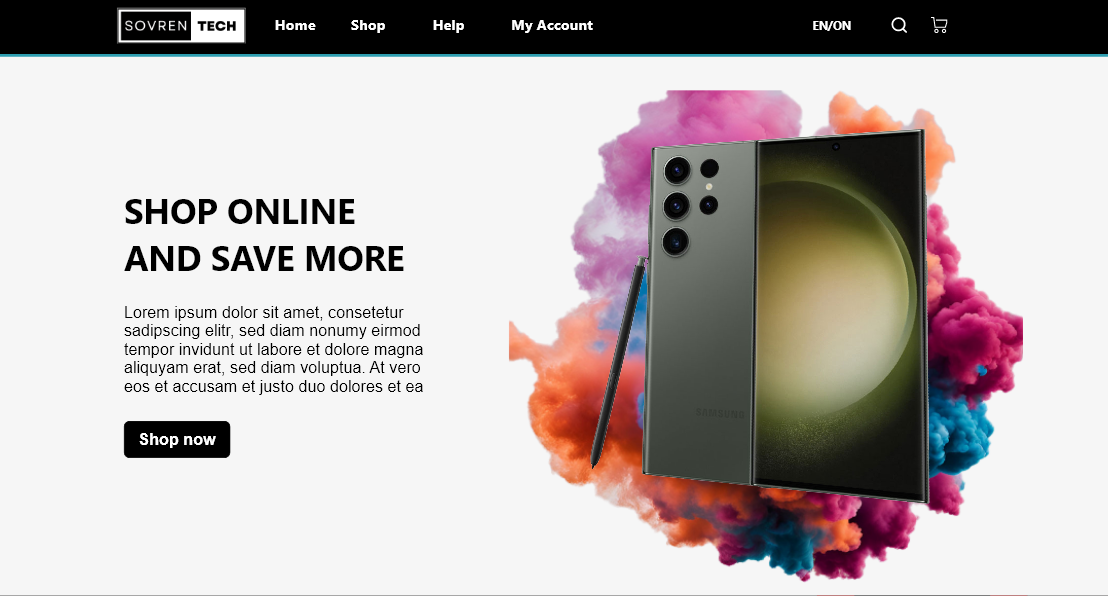 SOVREN TECH
Home
Shop
Help
My Account
EN/ON
SHOP ONLINE
AND SAVE MORE
Lorem ipsum dolor sit amet, consetetur
sadipscing elitr, sed diam nonumy eirmod
tempor invidunt ut labore et dolore magna
aliquyam erat, sed diam voluptua. At vero
eos et accusam et justo duo dolores et ea
Shop now
SAMSUNG